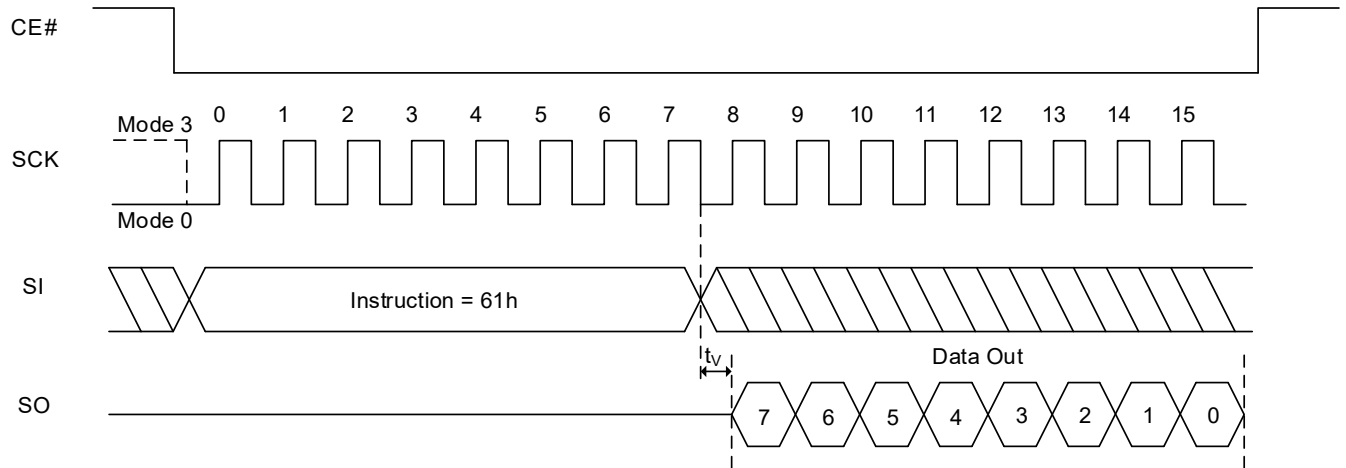 CE#
0 1 2 3 4 5 6 7 8 9 10 11 12 13 14 15
Mode 3
SCK
Mode 0
SI
Instruction = 61h
tV
Data Out
SO
7 6 5 4 3 2 1 0